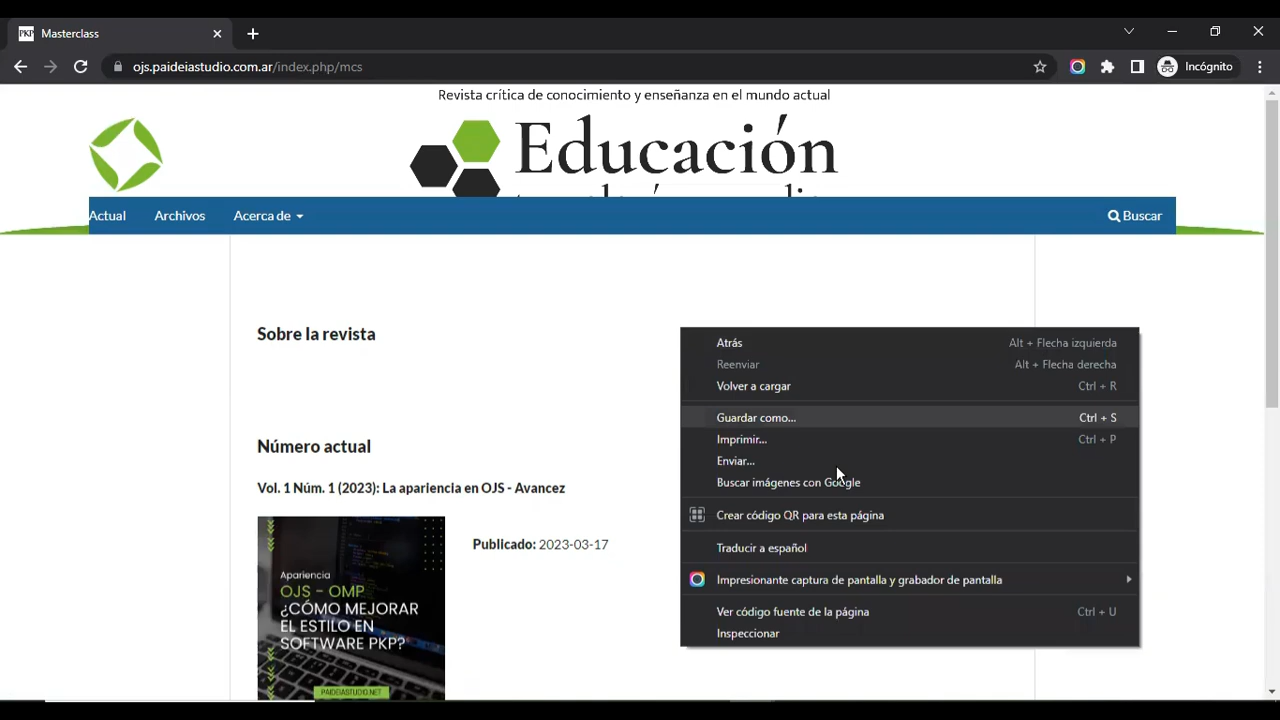 PKP Masterclass
ojs.paideiastudio.com.ar/index.php/mcs
Incógnito
Revista crítica de conocimiento y enseñanza en el mundo actual
Educación
Actual Archivos Acerca de Buscar
Sobre la revista
Número actual
Vol. 1 Núm. 1 (2023): La apariencia en OJS - Avancez
Publicado: 2023-03-17
Apariencia
OJS - OMP
¿CÓMO MEJORAR
EL ESTILO EN
SOFTWARE PKP?
PAIDEIASTUDIO.NET
Atrás Alt + Flecha izquierda
Reenviar Alt + Flecha derecha
Volver a cargar Ctrl + R
Guardar como... Ctrl + S
Imprimir... Ctrl + P
Enviar...
Buscar imágenes con Google
Crear código QR para esta página
Traducir a español
Impresionante captura de pantalla y grabador de pantalla
Ver código fuente de la página Ctrl + U
Inspeccionar